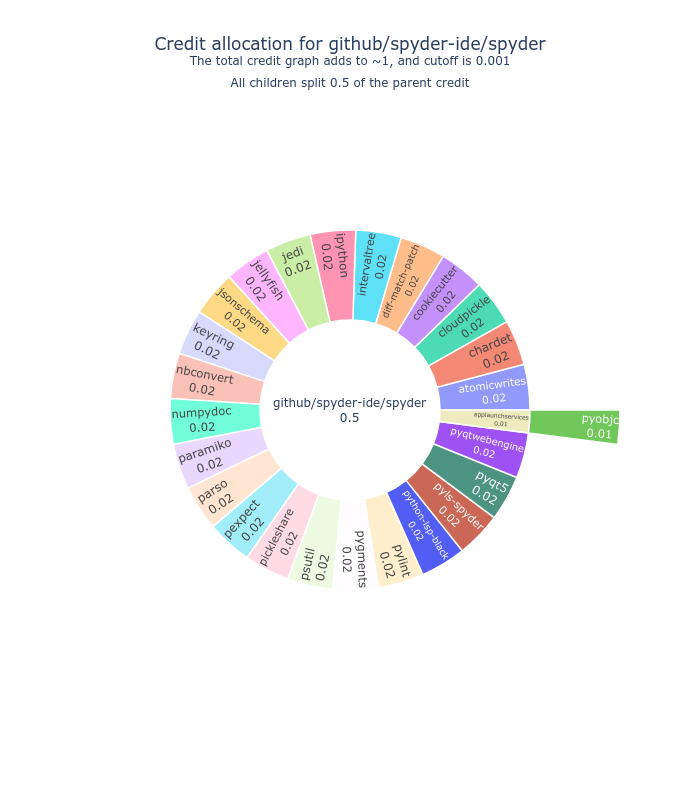 Credit allocation for github/spyder-ide/spyder
The total credit graph adds to ~1, and cutoff is 0.001
All children split 0.5 of the parent credit
github/spyder-ide/spyder
0.5
atomicwrites
0.02
chardet
0.02
cloudpickle
0.02
cookiecutter
0.02
diff-match-patch
0.02
intervaltree
0.02
ipython
0.02
jedi
0.02
jellyfish
0.02
jsonschema
0.02
keyring
0.02
nbconvert
0.02
numpydoc
0.02
paramiko
0.02
parso
0.02
pexpect
0.02
pickleshare
0.02
psutil
0.02
pygments
0.02
pylint
0.02
python-lsp-black
0.02
pyls-spyder
0.02
pyqt5
0.02
pyqtwebengine
0.02
applaunchservices
0.01
pyobjc
0.01